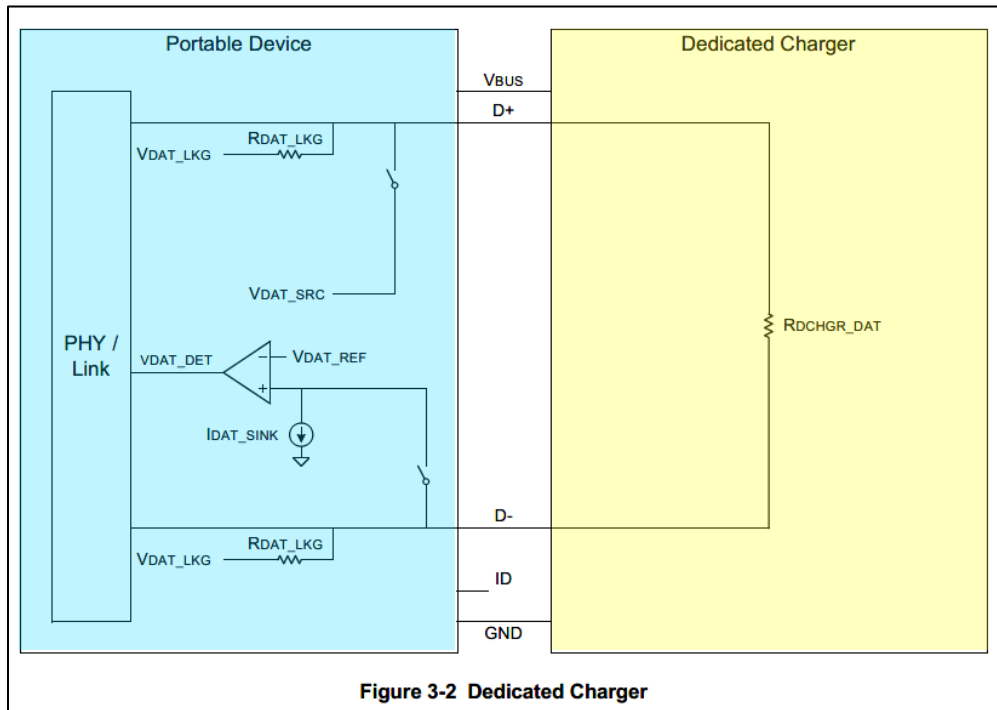 Portable Device
Dedicated Charger
VBUS
D+
RDAT_LKG
VDAT_LKG
VDAT_SRC
RDCHGR_DAT
PHY /
Link
VDAT_DET
VDAT_REF
IDAT_SINK
D-
RDAT_LKG
VDAT_LKG
ID
GND
Figure 3-2 Dedicated Charger